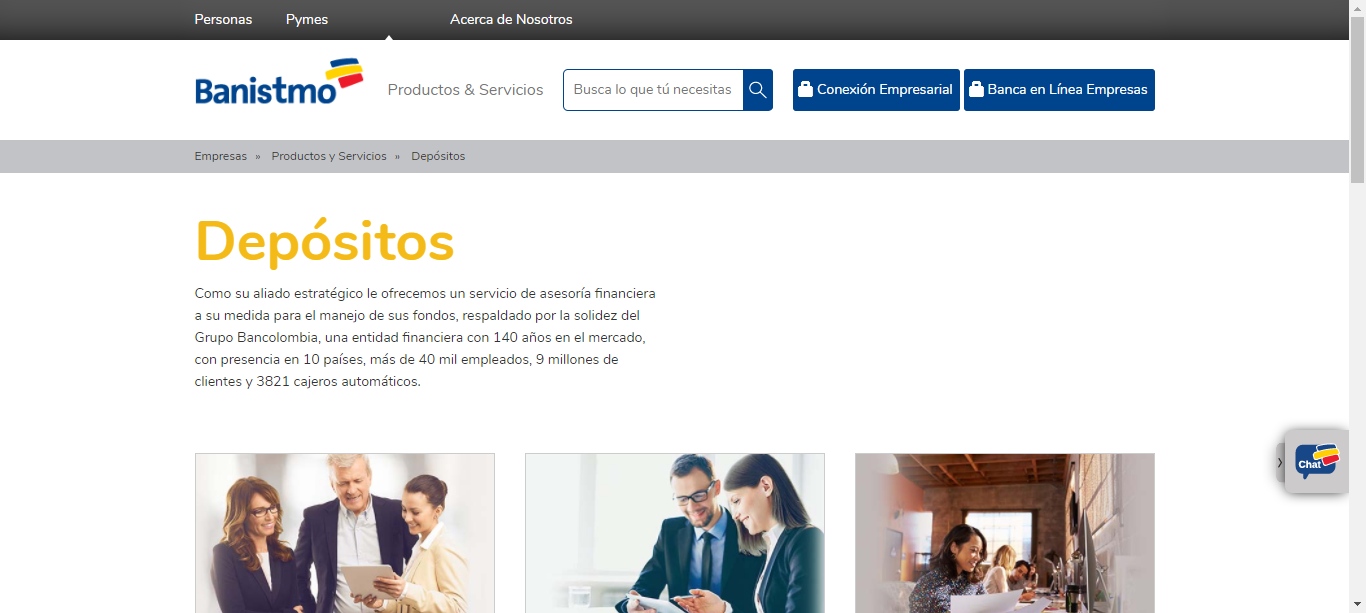 Personas Pymes Acerca de Nosotros
Banistmo
Productos & Servicios
Busca lo que tú necesitas
Conexión Empresarial
Banca en Línea Empresas
Empresas » Productos y Servicios » Depósitos
Depósitos
Como su aliado estratégico le ofrecemos un servicio de asesoría financiera
a su medida para el manejo de sus fondos, respaldado por la solidez del
Grupo Bancolombia, una entidad financiera con 140 años en el mercado,
con presencia en 10 países, más de 40 mil empleados, 9 millones de
clientes y 3821 cajeros automáticos.
Chat